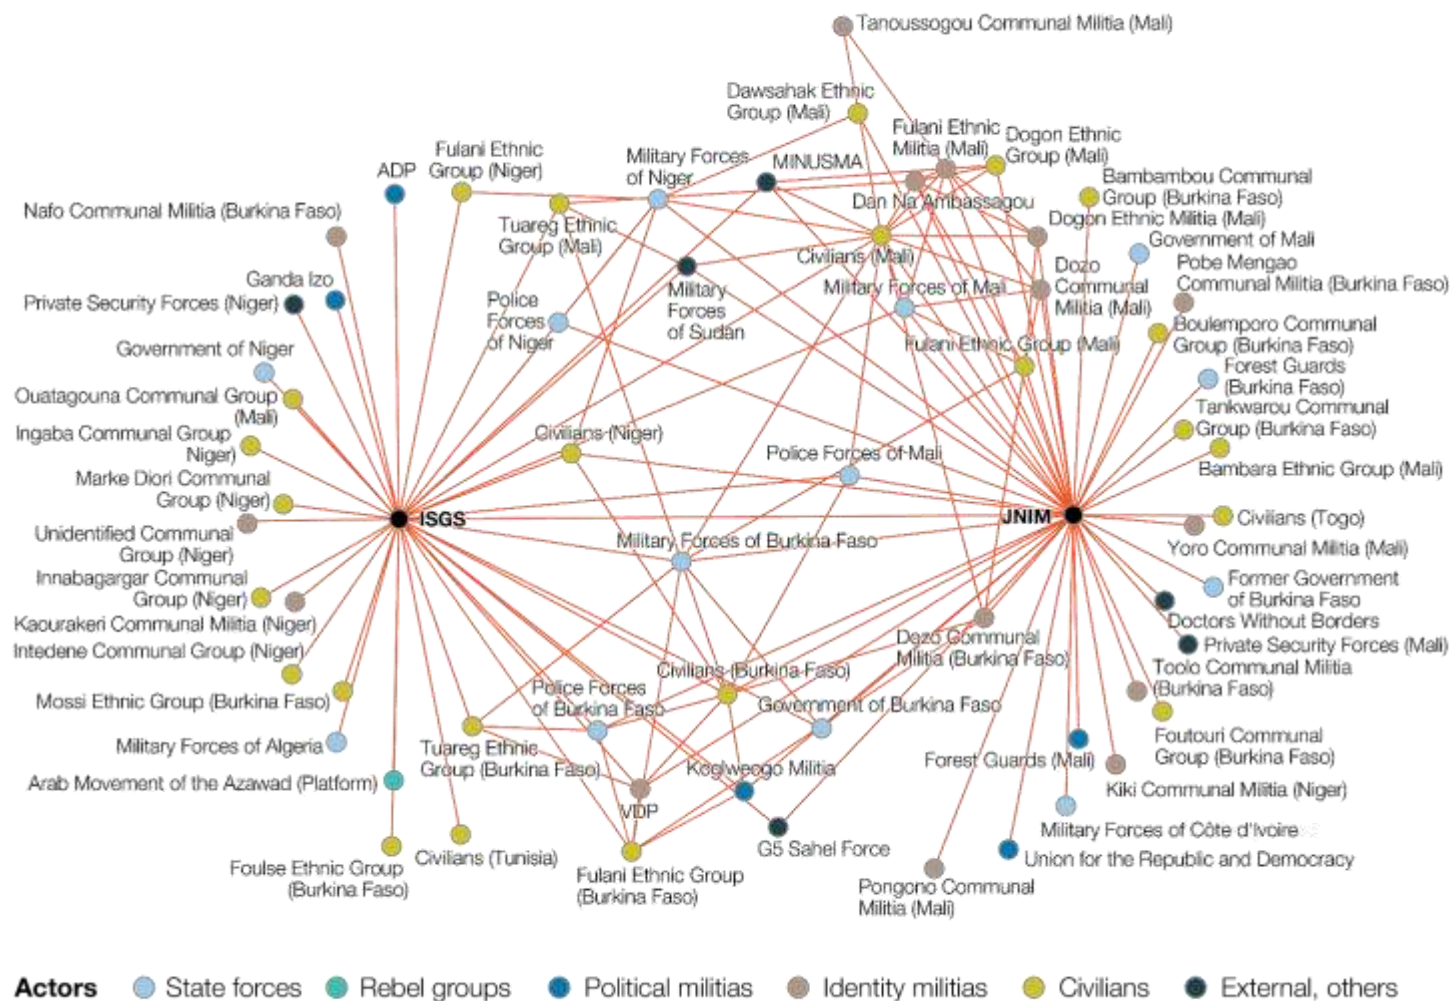 Tanoussogou Communal Militia (Mali)
Dawsahak Ethnic
Group (Mali)
Fulani Ethnic
Militia (Mali)
Dogon Ethnic
Group (Mali)
Fulani Ethnic
Group (Niger)
ADP
Military Forces
of Niger
MINUSMA
Bambambou Communal
Group (Burkina Faso)
Nafo Communal Militia (Burkina Faso)
Tuareg Ethnic
Group (Mali)
Dan Na Ambassagou
Dogon Ethnic Militia (Mali)
Government of Mali
Civilians (Mali)
Pobe Mengao
Communal Militia (Burkina Faso)
Ganda Izo
Private Security Forces (Niger)
Police
Forces
of Niger
Military
Forces
of Sudan
Military Forces of Mali
Dozo
Communal
Militia (Mali)
Boulemporo Communal
Group (Burkina Faso)
Government of Niger
Fulani Ethnic Group (Mali)
Forest Guards
(Burkina Faso)
Ouatagouna Communal Group
(Mali)
Tankwarou Communal
Group (Burkina Faso)
Ingaba Communal Group
Niger)
Civilians (Niger)
Police Forces of Mali
Bambara Ethnic Group (Mali)
Marke Diori Communal
Group (Niger)
ISGS
JNIM
Civilians (Togo)
Unidentified Communal
Group (Niger)
Military Forces of Burkina Faso
Yoro Communal Militia (Mali)
Innabagargar Communal
Group (Niger)
Former Government
of Burkina Faso
Kaourakeri Communal Militia (Niger)
Doctors Without Borders
Intedene Communal Group (Niger)
Dozo Communal
Militia (Burkina Faso)
Private Security Forces (Mali)
Civilians (Burkina Faso)
Toolo Communal Militia
(Burkina Faso)
Mossi Ethnic Group (Burkina Faso)
Police Forces
of Burkina Faso
Government of Burkina Faso
Military Forces of Algeria
Tuareg Ethnic
Group (Burkina Faso)
Foutouri Communal
Group (Burkina Faso)
Forest Guards (Mali)
Arab Movement of the Azawad (Platform)
Koglweogo Militia
Kiki Communal Militia (Niger)
VDP
Military Forces of Côte d'Ivoire
G5 Sahel Force
Civilians (Tunisia)
Union for the Republic and Democracy
Foulse Ethnic Group
(Burkina Faso)
Fulani Ethnic Group
(Burkina Faso)
Pongono Communal
Militia (Mali)
Actors State forces Rebel groups Political militias Identity militias Civilians External, others